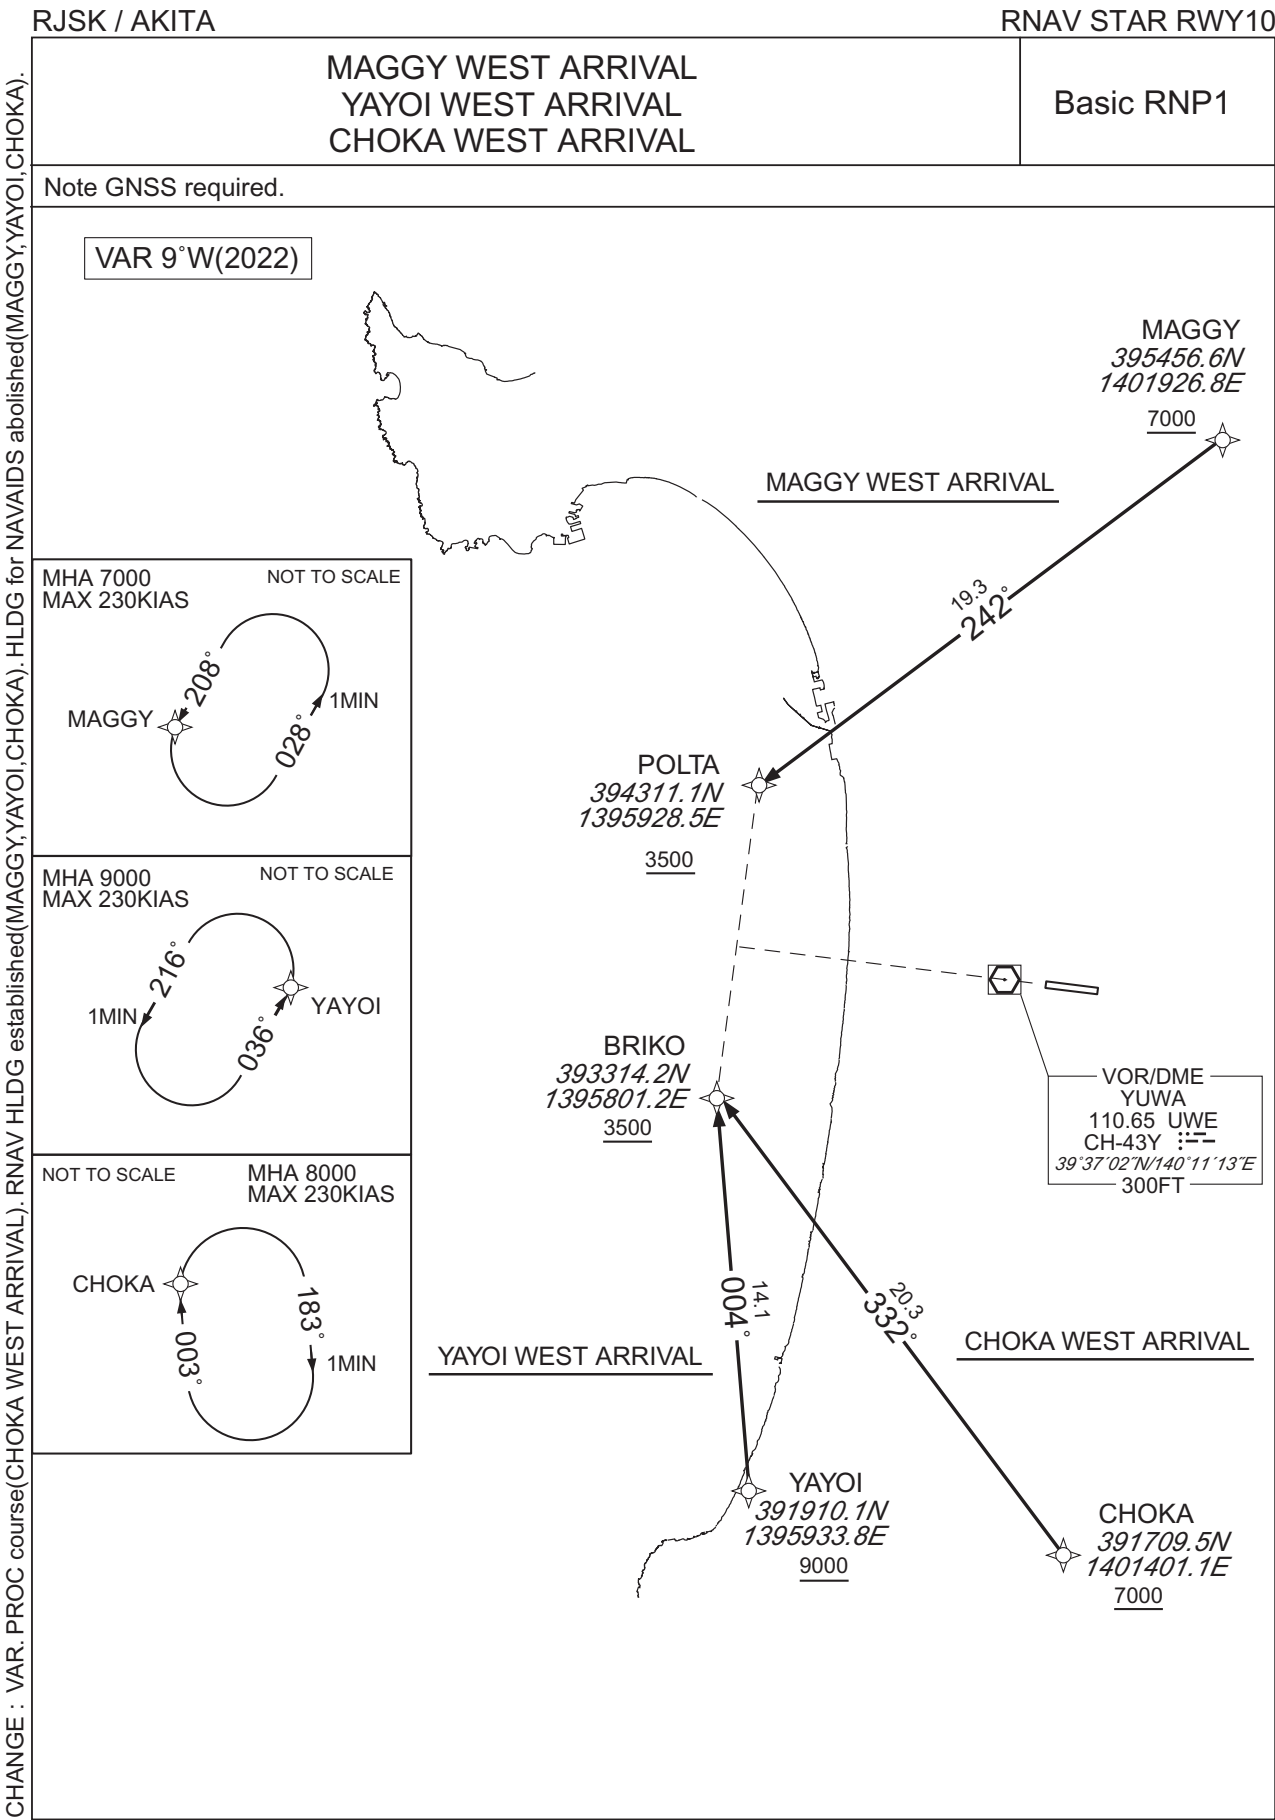 RJSK / AKITA
RNAV STAR RWY10
MAGGY WEST ARRIVAL
YAYOI WEST ARRIVAL
CHOKA WEST ARRIVAL
Basic RNP1
Note GNSS required.
VAR 9°W(2022)
MAGGY
395456.6N
1401926.8E
7000
MAGGY WEST ARRIVAL
19.3
242°
MHA 7000
MAX 230KIAS
NOT TO SCALE
208°
MAGGY
1MIN
028°
POLTA
394311.1N
1395928.5E
3500
MHA 9000
MAX 230KIAS
NOT TO SCALE
216°
1MIN
YAYOI
036°
BRIKO
393314.2N
1395801.2E
3500
VOR/DME
YUWA
110.65 UWE
CH-43Y
39°37′02″N/140°11′13″E
300FT
NOT TO SCALE
MHA 8000
MAX 230KIAS
CHOKA
183°
003°
1MIN
14.1
004°
20.3
332°
YAYOI WEST ARRIVAL
CHOKA WEST ARRIVAL
YAYOI
391910.1N
1395933.8E
9000
CHOKA
391709.5N
1401401.1E
7000
CHANGE : VAR. PROC course(CHOKA WEST ARRIVAL). RNAV HLDG established(MAGGY,YAYOI,CHOKA). HLDG for NAVAIDS abolished(MAGGY,YAYOI,CHOKA).